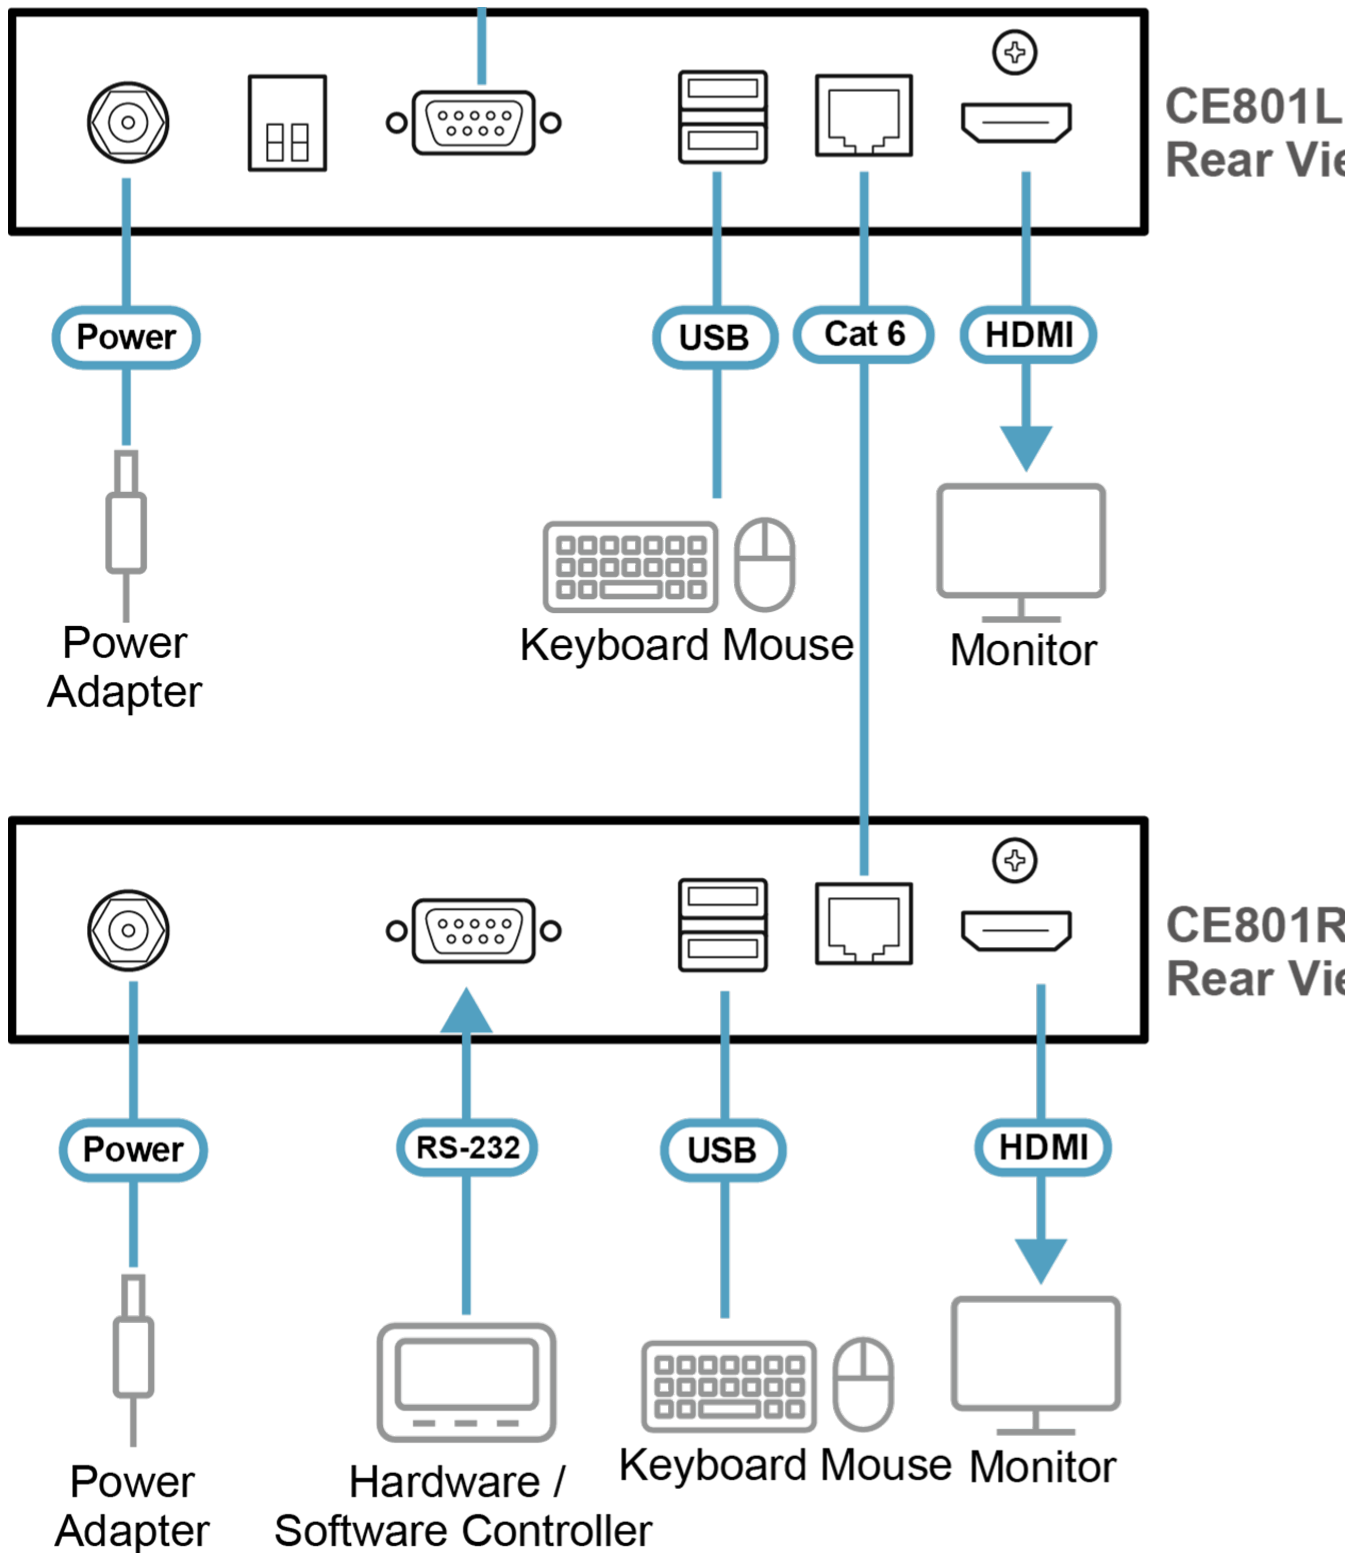 CE801L
Rear Vie
Power
USB
Cat 6
HDMI
Keyboard Mouse
Monitor
Power
Adapter
CE801R
Rear Vie
Power
RS-232
USB
HDMI
Keyboard Mouse
Monitor
Power
Adapter
Hardware /
Software Controller